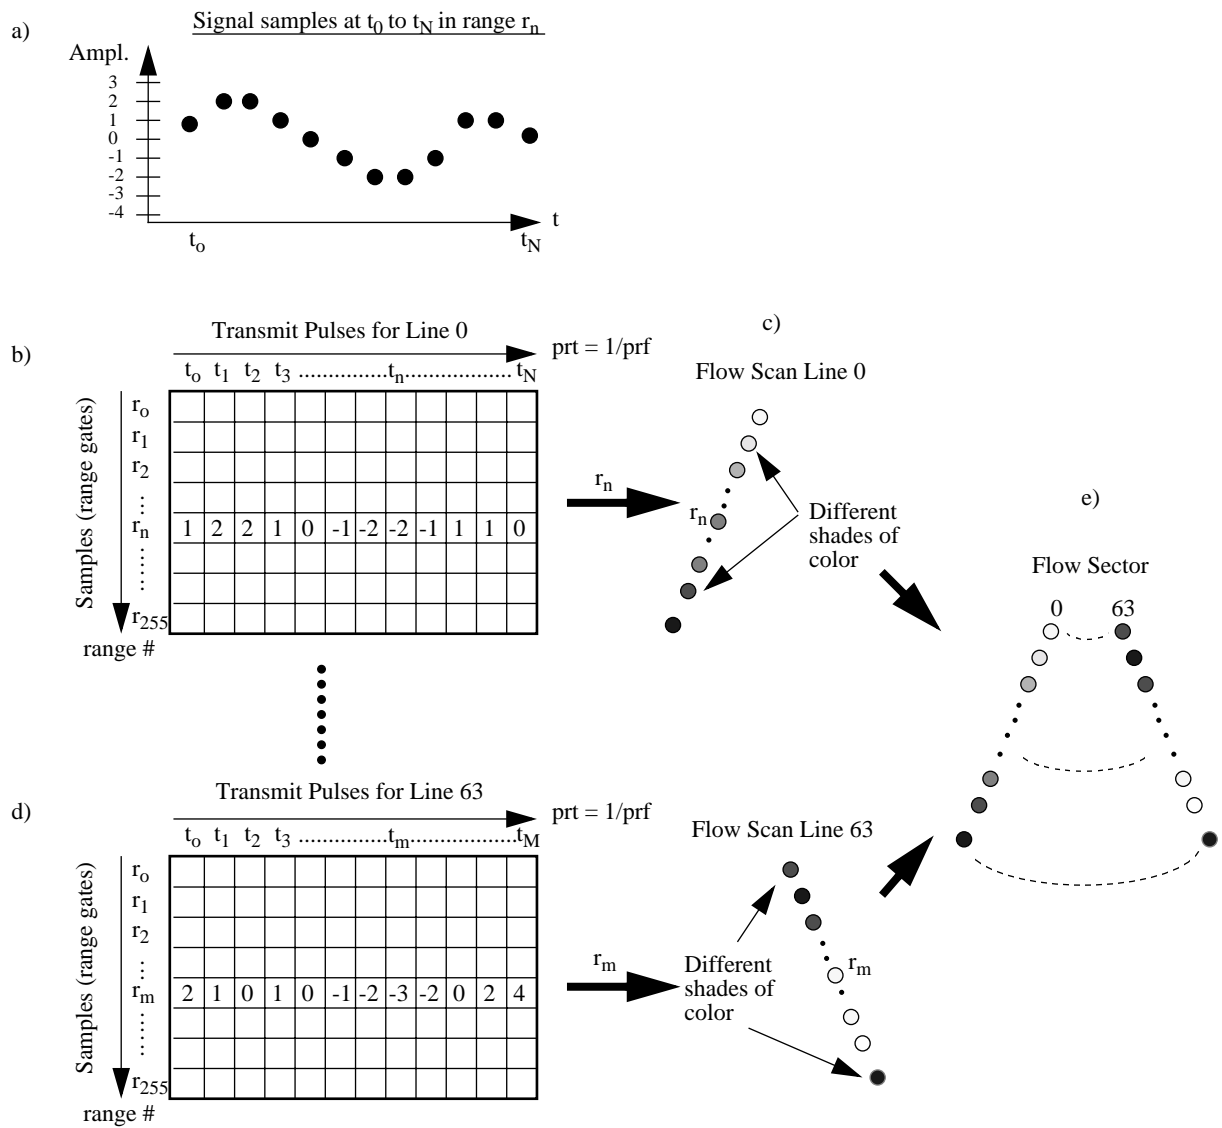 a)
Signal samples at t0 to tN in range rn
Ampl.
3
2
1
0
-1
-2
-3
-4
t
to
tN
b)
Transmit Pulses for Line 0
prt = 1/prf
to t1 t2 t3 ..............tn.................. tN
Samples (range gates)
ro
r1
r2
...
rn
1 2 2 1 0 -1 -2 -2 -1 1 1 0
......
r255
range #
rn
c)
Flow Scan Line 0
rn
Different
shades of
color
d)
Transmit Pulses for Line 63
prt = 1/prf
to t1 t2 t3 ..............tm..................tM
Samples (range gates)
ro
r1
r2
...
rm
2 1 0 1 0 -1 -2 -3 -2 0 2 4
......
r255
range #
rm
Flow Scan Line 63
rm
Different
shades of
color
e)
Flow Sector
0 63